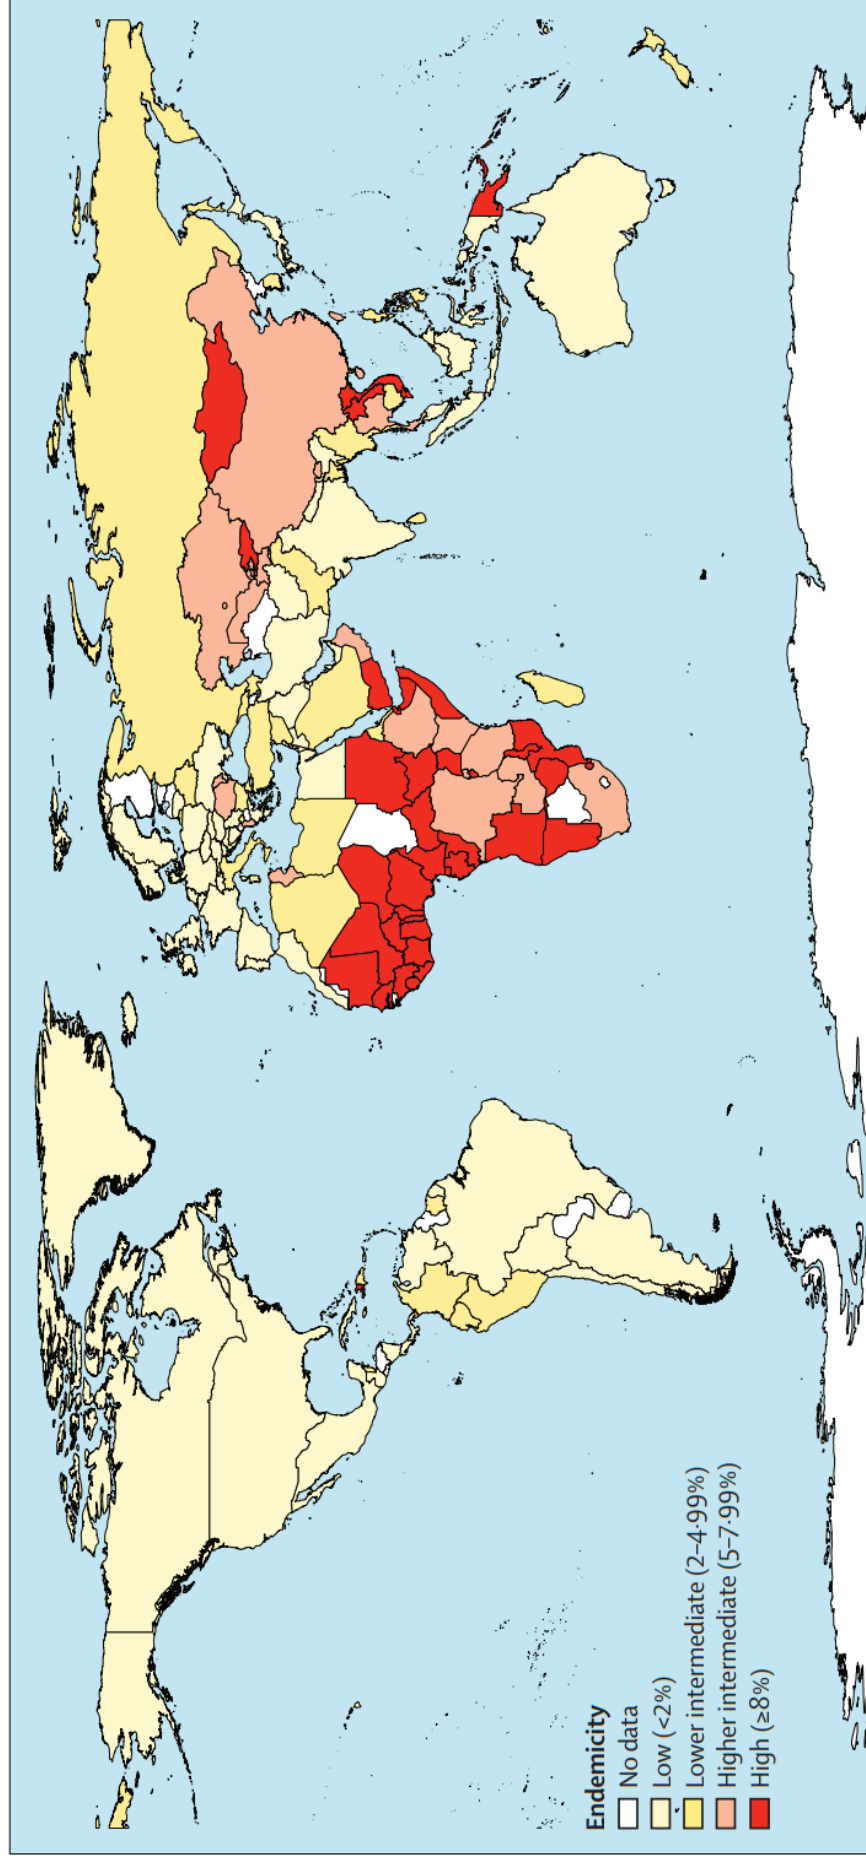 Endemicity
No data
Low (<2%)
Lower intermediate (2–4·99%)
Higher intermediate (5–7·99%)
High (≥8%)